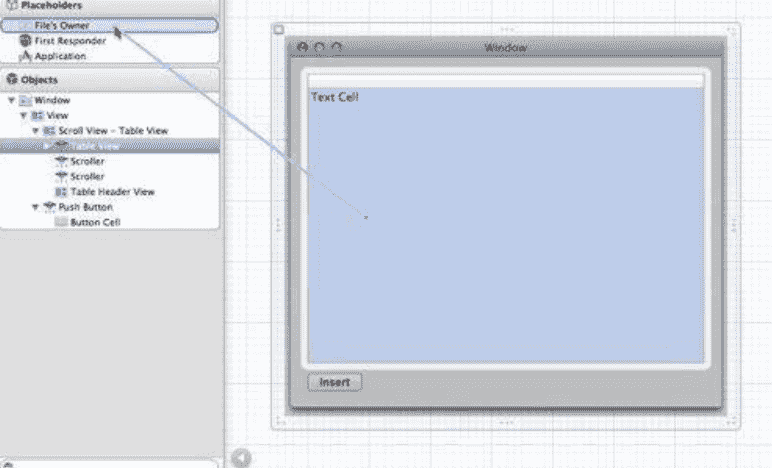 Placeholders
File's Owner
First Responder
Application
Objects
Window
View
Scroll View - Table View
Table View
Scroller
Scroller
Table Header View
Push Button
Button Cell
Window
Text Cell
Insert